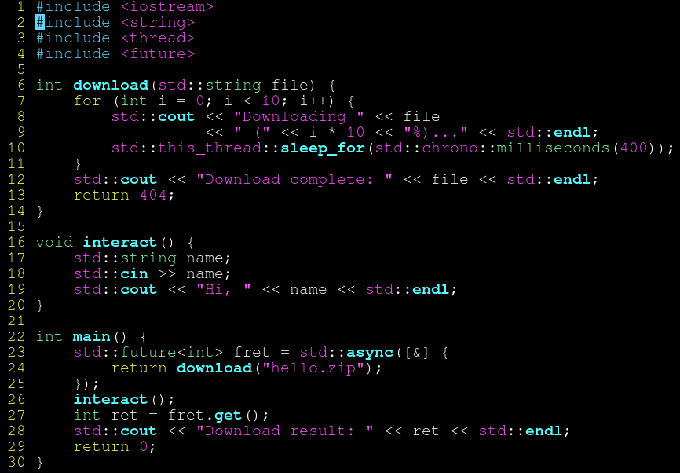 1 #include <iostream>
2 #include <string>
3 #include <thread>
4 #include <future>
5
6 int download(std::string file) {
7     for (int i = 0; i < 10; i++) {
8         std::cout << "Downloading " << file
9                   << " (" << i * 10 << "%)..." << std::endl;
10         std::this_thread::sleep_for(std::chrono::milliseconds(400));
11     }
12     std::cout << "Download complete: " << file << std::endl;
13     return 404;
14 }
15
16 void interact() {
17     std::string name;
18     std::cin >> name;
19     std::cout << "Hi, " << name << std::endl;
20 }
21
22 int main() {
23     std::future<int> fret = std::async([&] {
24         return download("hello.zip");
25     });
26     interact();
27     int ret = fret.get();
28     std::cout << "Download result: " << ret << std::endl;
29     return 0;
30 }